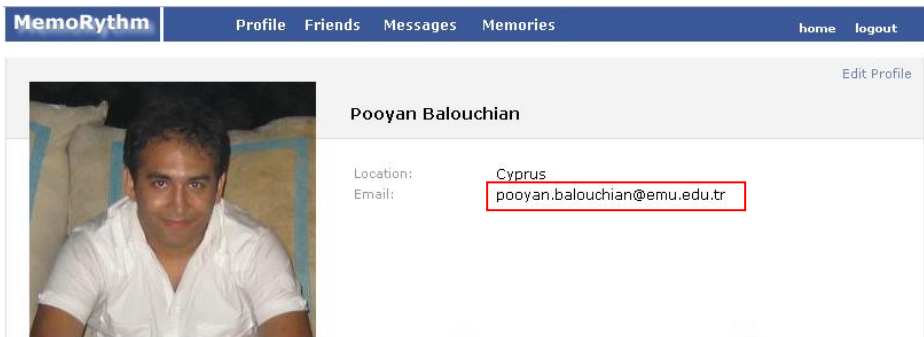 MemoRythm Profile Friends Messages Memories home logout
Edit Profile
Pooyan Balouchian
Location: Cyprus
Email: pooyan.balouchian@emu.edu.tr